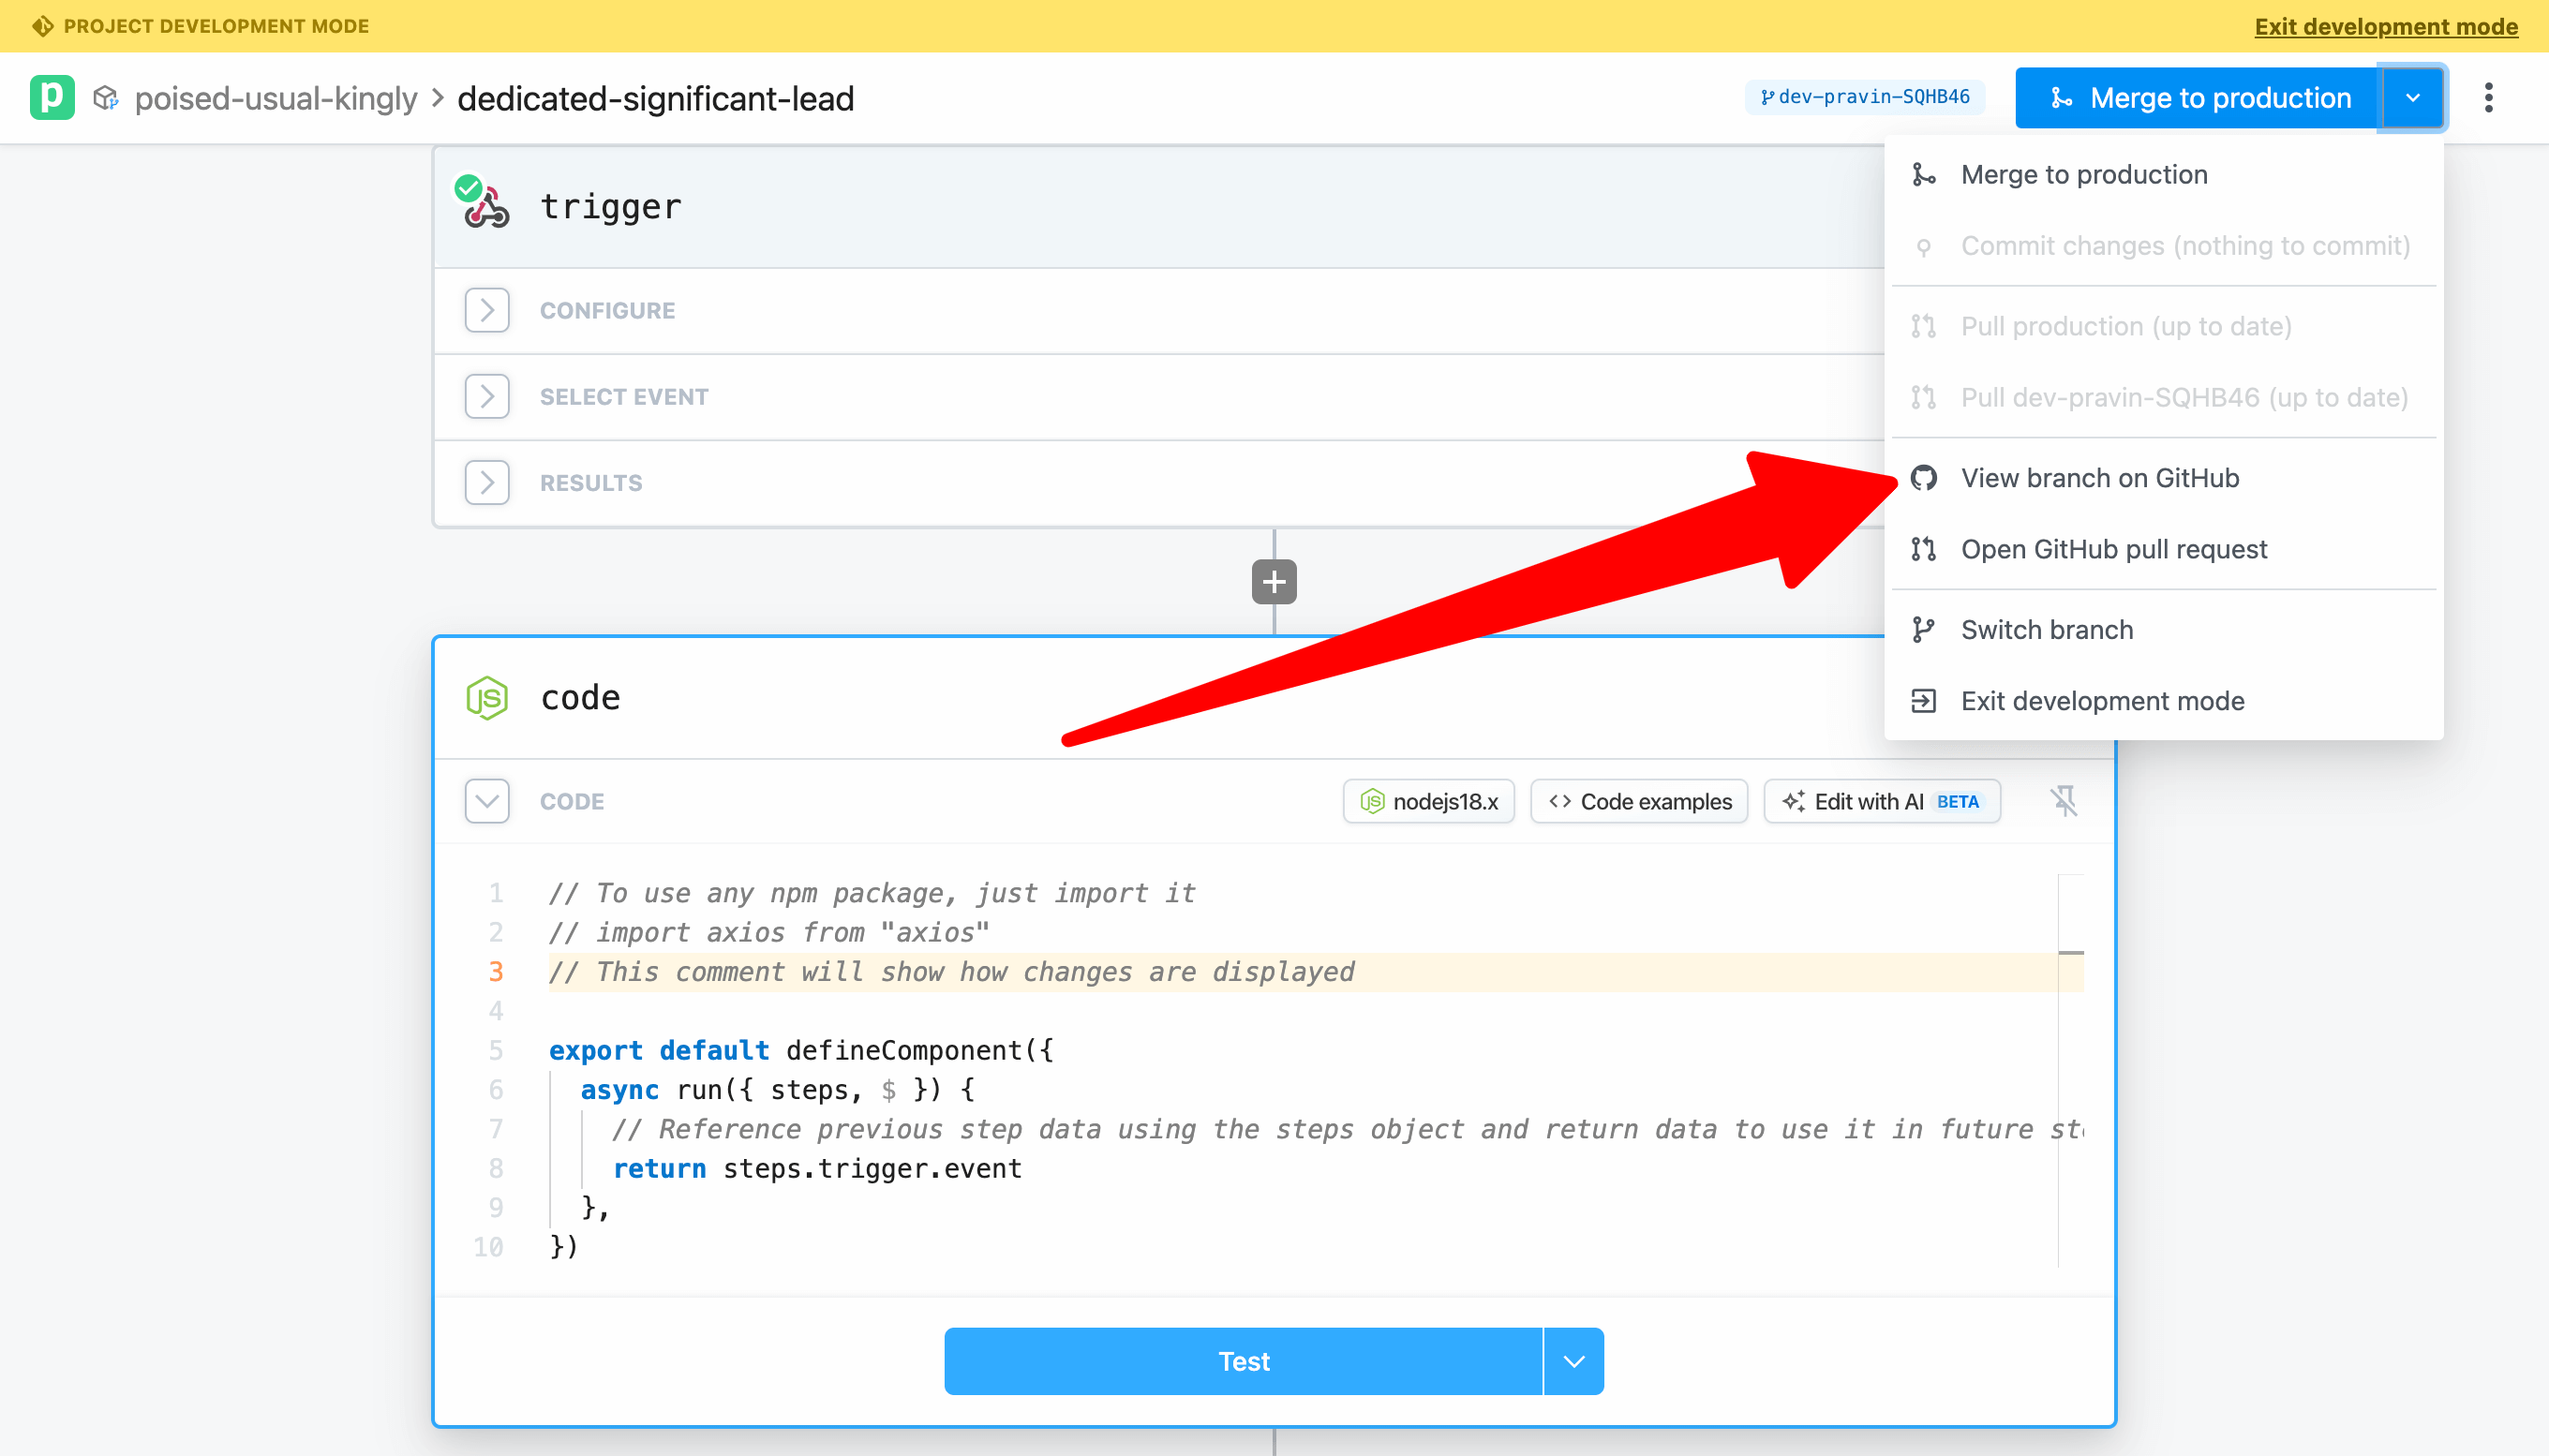 PROJECT DEVELOPMENT MODE
Exit development mode
p
poised-usual-kingly > dedicated-significant-lead
dev-pravin-SQHB46
Merge to production
Merge to production
Commit changes (nothing to commit)
Pull production (up to date)
Pull dev-pravin-SQHB46 (up to date)
View branch on GitHub
Open GitHub pull request
Switch branch
Exit development mode
trigger
CONFIGURE
SELECT EVENT
RESULTS
JS
code
CODE
JS nodejs18.x
<> Code examples
Edit with AI BETA
1 // To use any npm package, just import it
2 // import axios from "axios"
3 // This comment will show how changes are displayed
4
5 export default defineComponent({
6 async run({ steps, $ }) {
7 // Reference previous step data using the steps object and return data to use it in future
8 return steps.trigger.event
9 },
10 })
Test